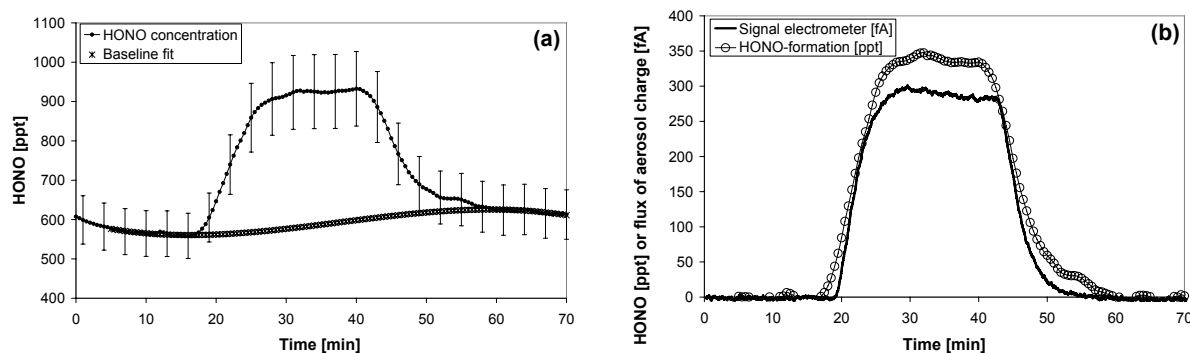 (a)
HONO concentration
Baseline fit
HONO [ppt]
1100
1000
900
800
700
600
500
400
0 10 20 30 40 50 60 70
Time [min]
(b)
Signal electrometer [fA]
HONO-formation [ppt]
HONO [ppt] or flux of aerosol charge [fA]
400
350
300
250
200
150
100
50
0
0 10 20 30 40 50 60 70
Time [min]